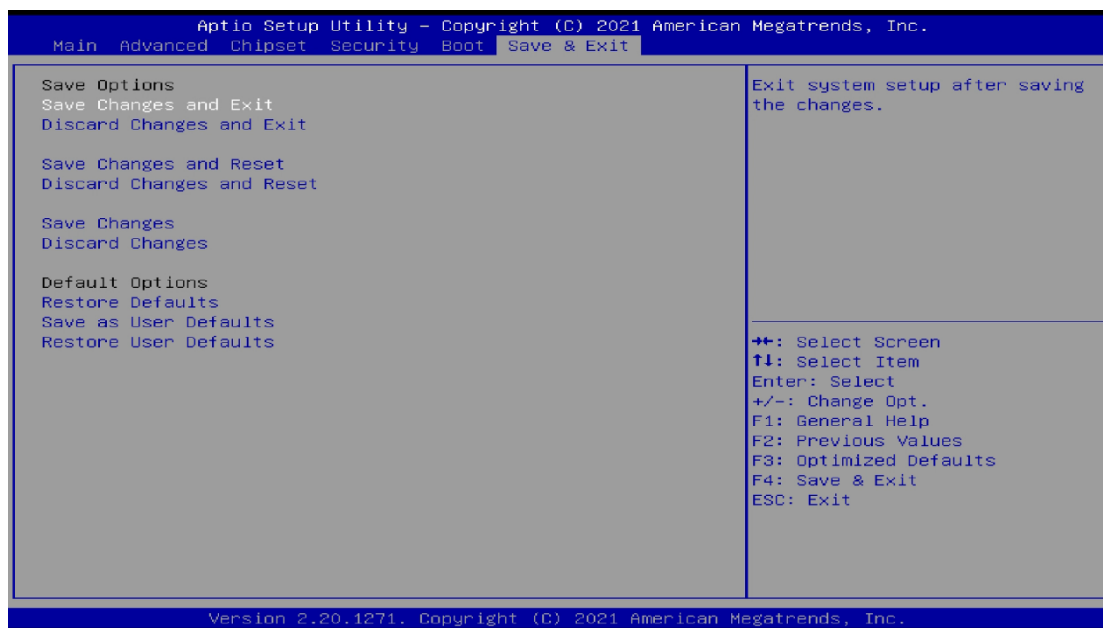 Aptio Setup Utility – Copyright (C) 2021 American Megatrends, Inc.
Main Advanced Chipset Security Boot Save & Exit
Save Options
Save Changes and Exit
Discard Changes and Exit
Save Changes and Reset
Discard Changes and Reset
Save Changes
Discard Changes
Default Options
Restore Defaults
Save as User Defaults
Restore User Defaults
Exit system setup after saving
the changes.
→←: Select Screen
↑↓: Select Item
Enter: Select
+/-: Change Opt.
F1: General Help
F2: Previous Values
F3: Optimized Defaults
F4: Save & Exit
ESC: Exit
Version 2.20.1271. Copyright (C) 2021 American Megatrends, Inc.